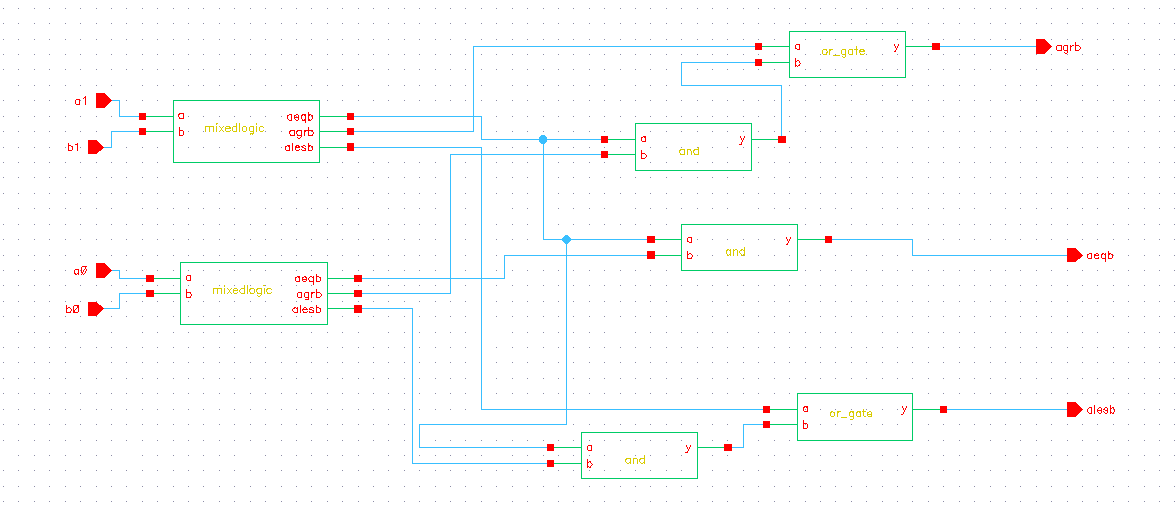 a y agrb
or_gate
b
a1 a aeqb
mixedlogic agrb
b1 b alesb
a y
b and
a y
b and aeqb
a0 a aeqb
mixedlogic agrb
b0 b alesb
a y alesb
or_gate
b
a y
b and